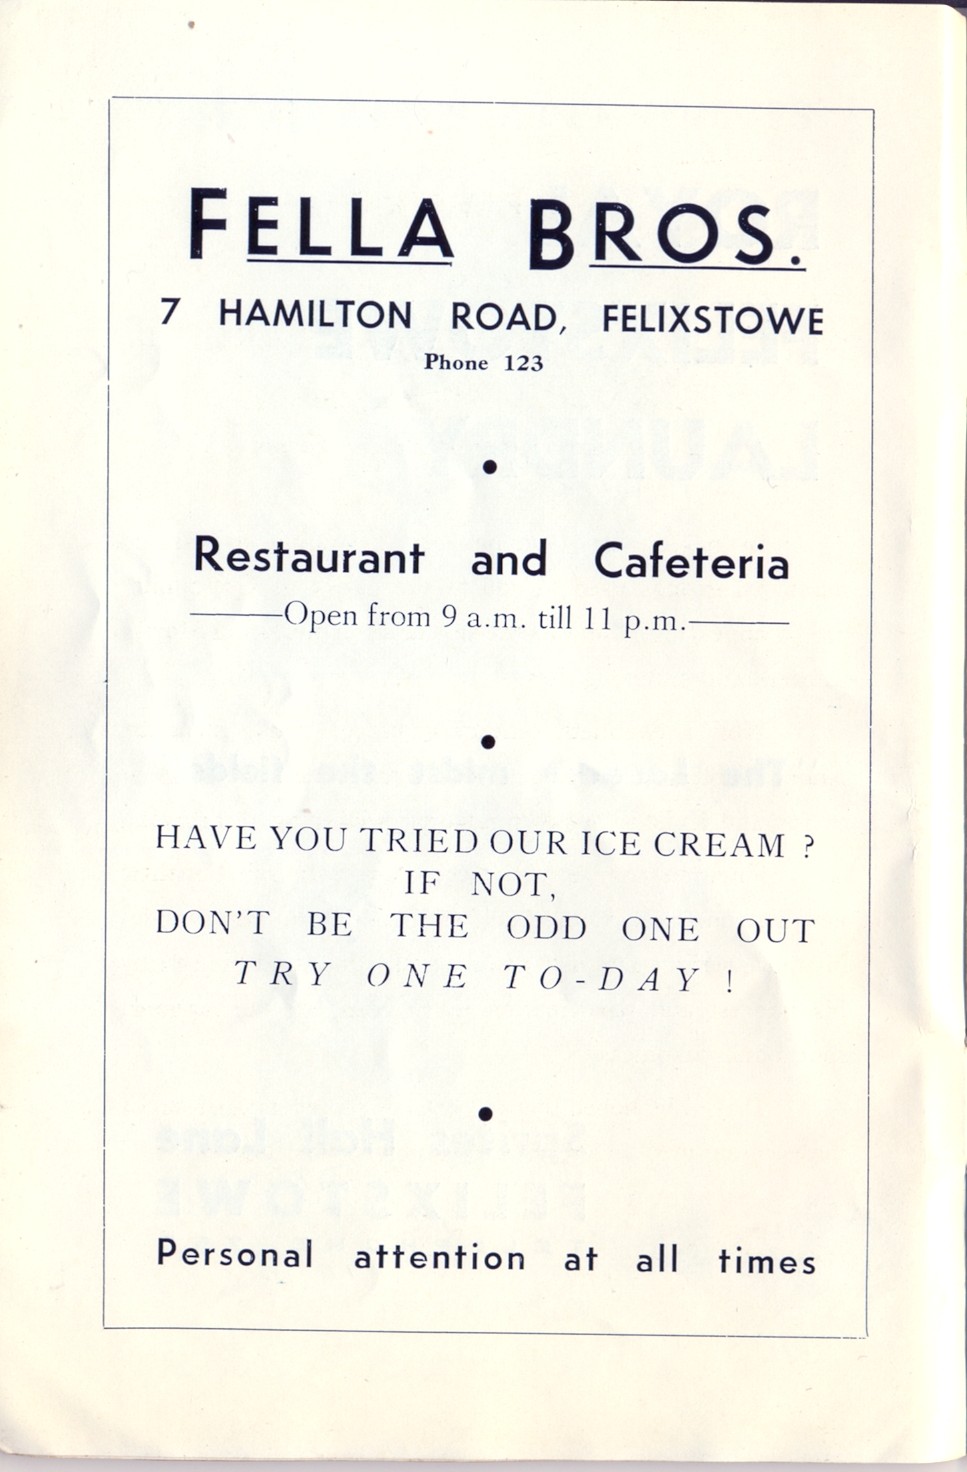 FELLA BROS.
7 HAMILTON ROAD, FELIXSTOWE
Phone 123
Restaurant and Cafeteria
Open from 9 a.m. till 11 p.m.
HAVE YOU TRIED OUR ICE CREAM ?
IF NOT,
DON'T BE THE ODD ONE OUT
TRY ONE TO-DAY !
Personal attention at all times